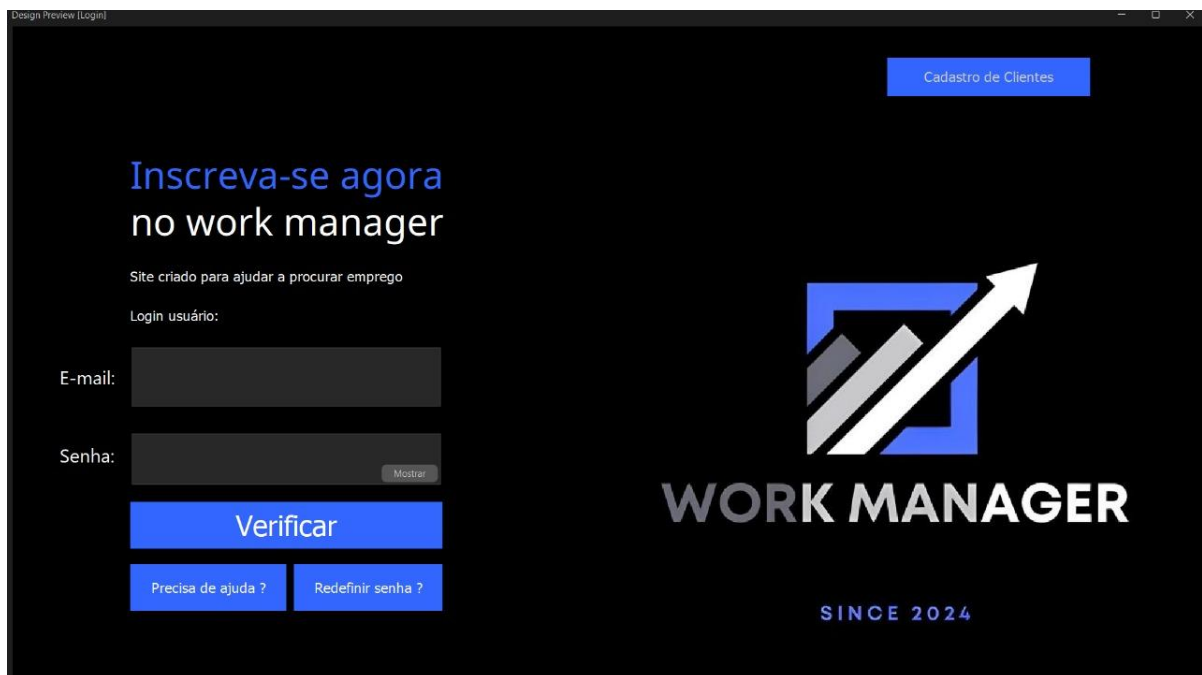 Design Preview [Login]
Cadastro de Clientes
Inscreva-se agora
no work manager
Site criado para ajudar a procurar emprego
Login usuário:
E-mail:
Senha:
Mostrar
Verificar
Precisa de ajuda ?
Redefinir senha ?
WORK MANAGER
SINCE 2024